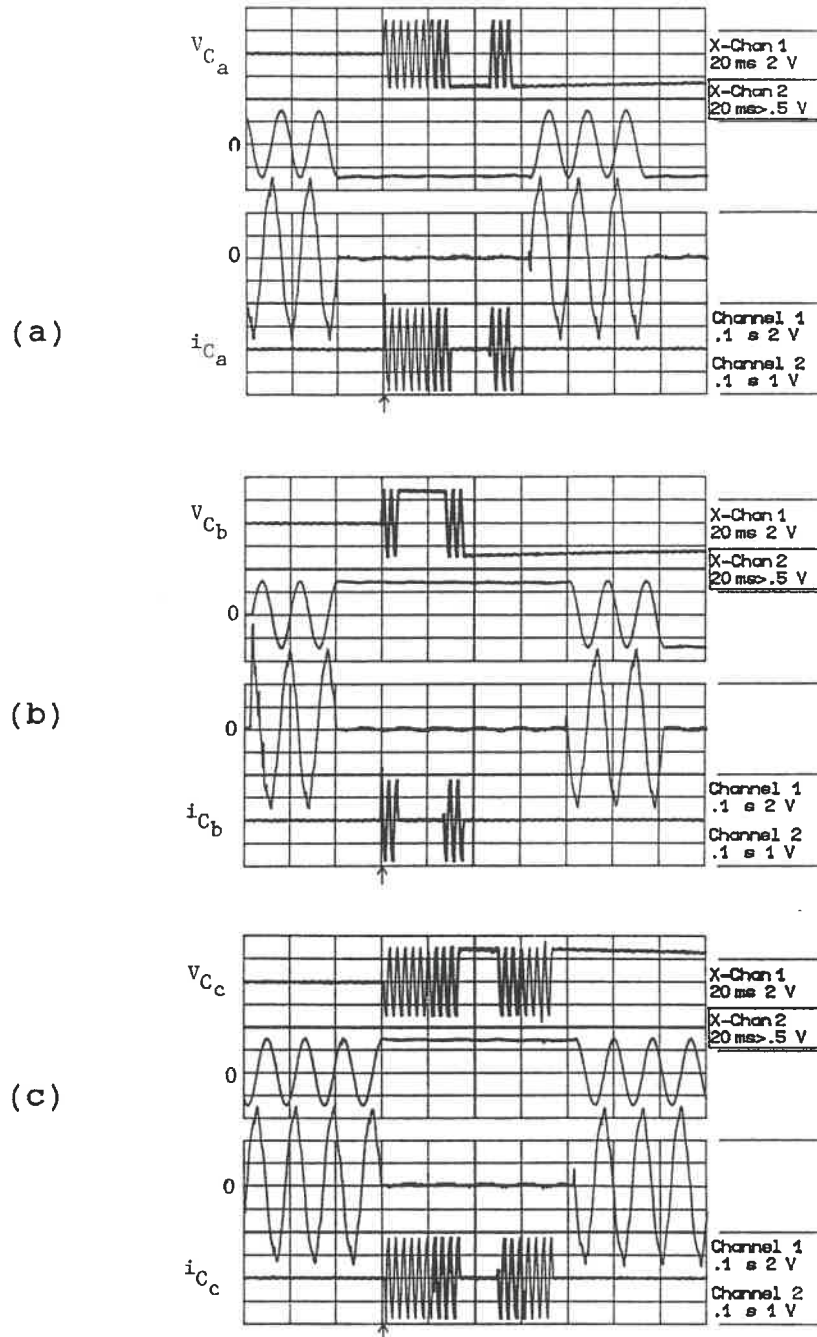 V_Ca
X-Chan 1
20 ms 2 V
X-Chan 2
20 ms>.5 V
0
0
(a)
Channel 1
.1 s 2 V
i_Ca
Channel 2
.1 s 1 V
V_Cb
X-Chan 1
20 ms 2 V
X-Chan 2
20 ms>.5 V
0
(b)
0
Channel 1
.1 s 2 V
i_Cb
Channel 2
.1 s 1 V
V_Cc
X-Chan 1
20 ms 2 V
X-Chan 2
20 ms>.5 V
0
(c)
0
Channel 1
.1 s 2 V
i_Cc
Channel 2
.1 s 1 V